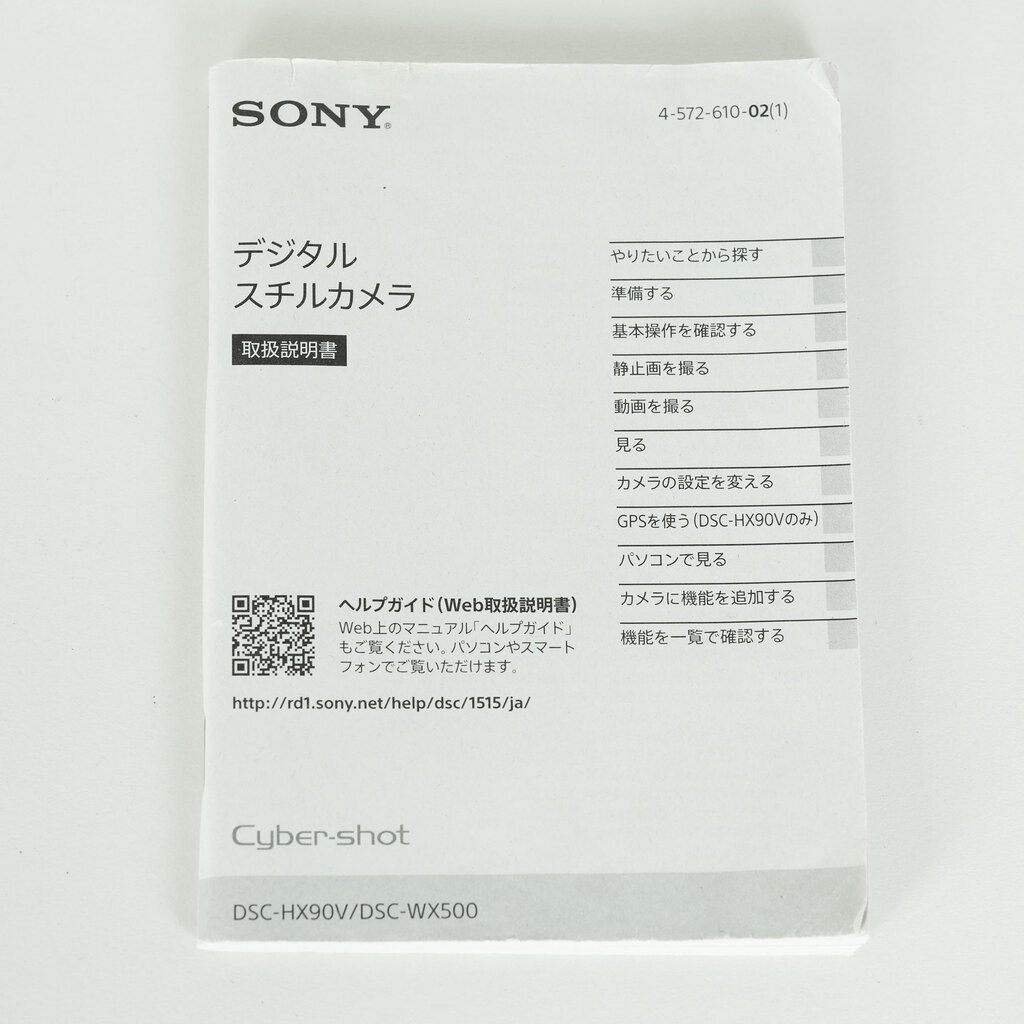 SONY®
4-572-610-02(1)
デジタル
スチルカメラ
取扱説明書
やりたいことから探す
準備する
基本操作を確認する
静止画を撮る
動画を撮る
見る
カメラの設定を変える
GPSを使う(DSC-HX90Vのみ)
パソコンで見る
カメラに機能を追加する
機能を一覧で確認する
ヘルプガイド(Web取扱説明書)
Web上のマニュアル「ヘルプガイド」
もご覧ください。パソコンやスマート
フォンでご覧いただけます。
http://rd1.sony.net/help/dsc/1515/ja/
Cyber-shot
DSC-HX90V/DSC-WX500